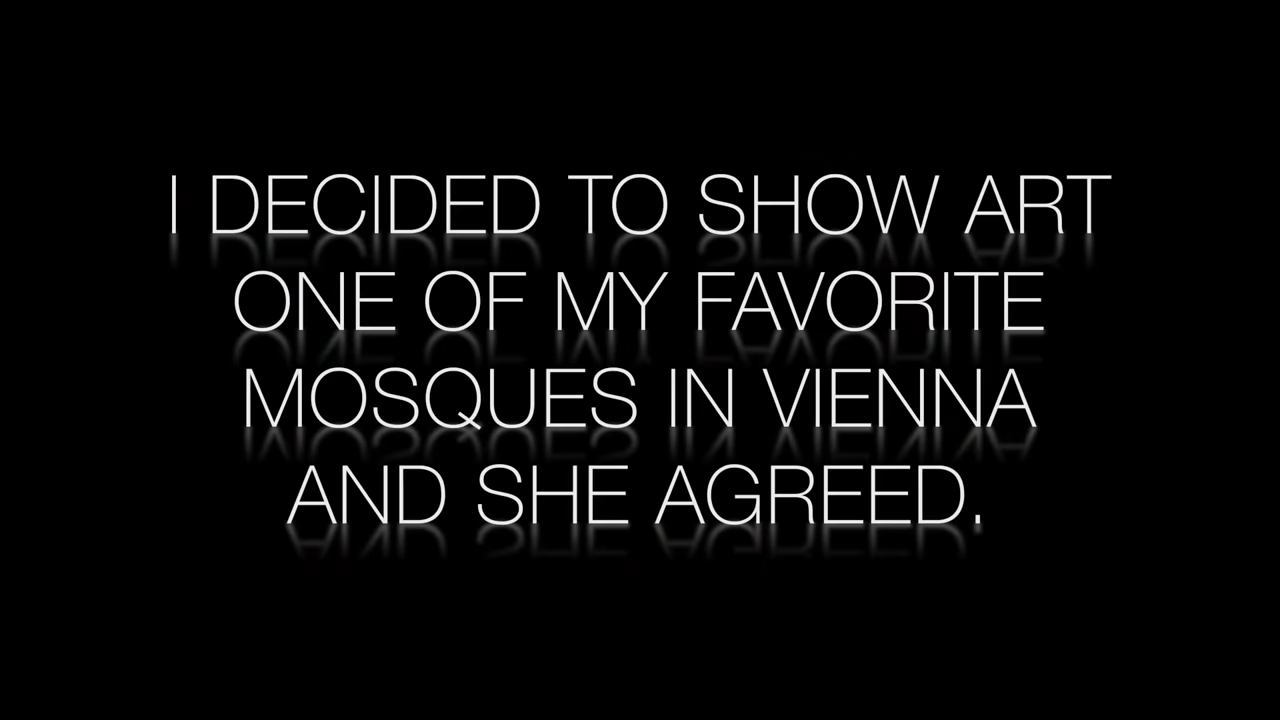 I DECIDED TO SHOW ART
ONE OF MY FAVORITE
MOSQUES IN VIENNA
AND SHE AGREED.